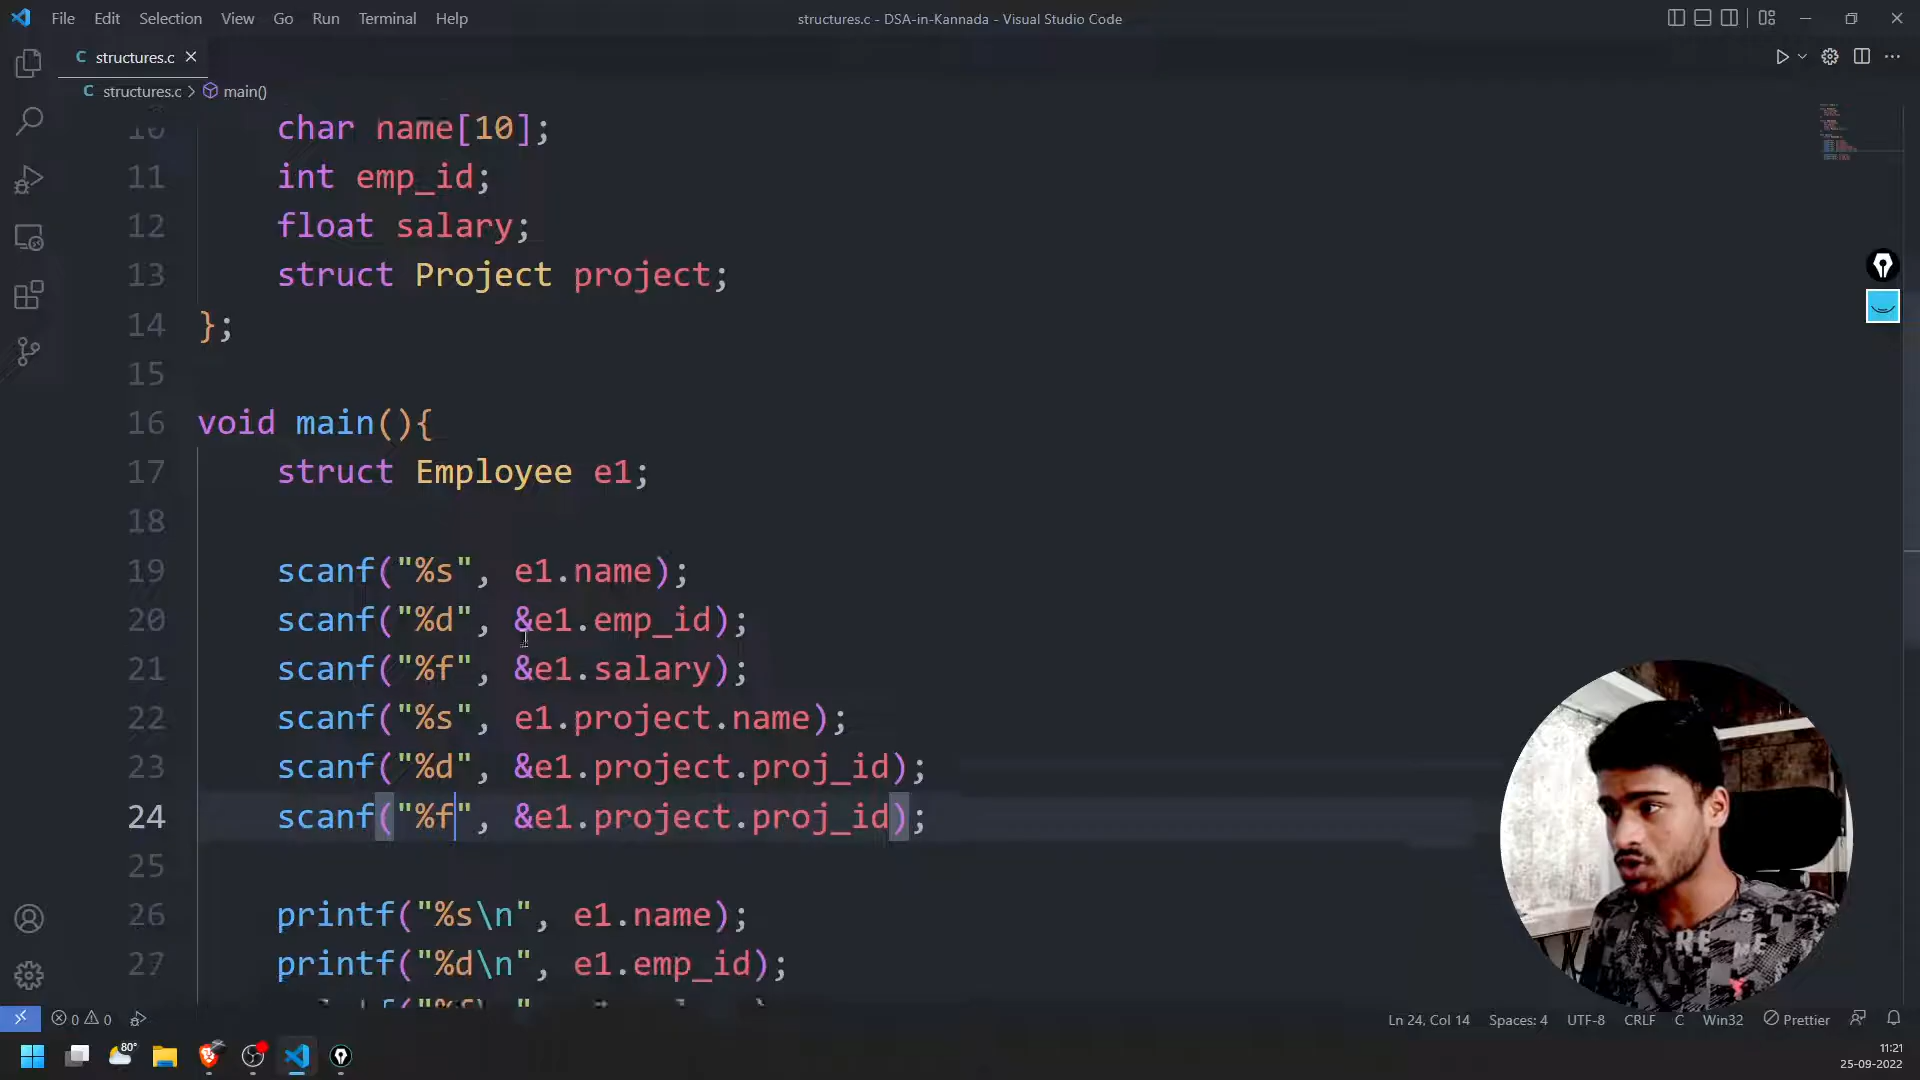 File Edit Selection View Go Run Terminal Help
structures.c - DSA-in-Kannada - Visual Studio Code
C structures.c
C structures.c > main()
10 char name[10];
11 int emp_id;
12 float salary;
13 struct Project project;
14 };
15
16 void main(){
17 struct Employee e1;
18
19 scanf("%s", e1.name);
20 scanf("%d", &e1.emp_id);
21 scanf("%f", &e1.salary);
22 scanf("%s", e1.project.name);
23 scanf("%d", &e1.project.proj_id);
24 scanf("%f", &e1.project.proj_id);
25
26 printf("%s\n", e1.name);
27 printf("%d\n", e1.emp_id);
0 0
Ln 24, Col 14 Spaces: 4 UTF-8 CRLF C Win32 Prettier
80°
11:21
25-09-2022